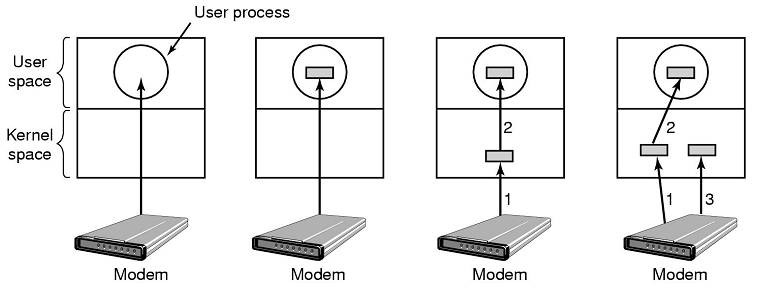 User process
User
space
Kernel
space
2
2
1
1
3
Modem
Modem
Modem
Modem